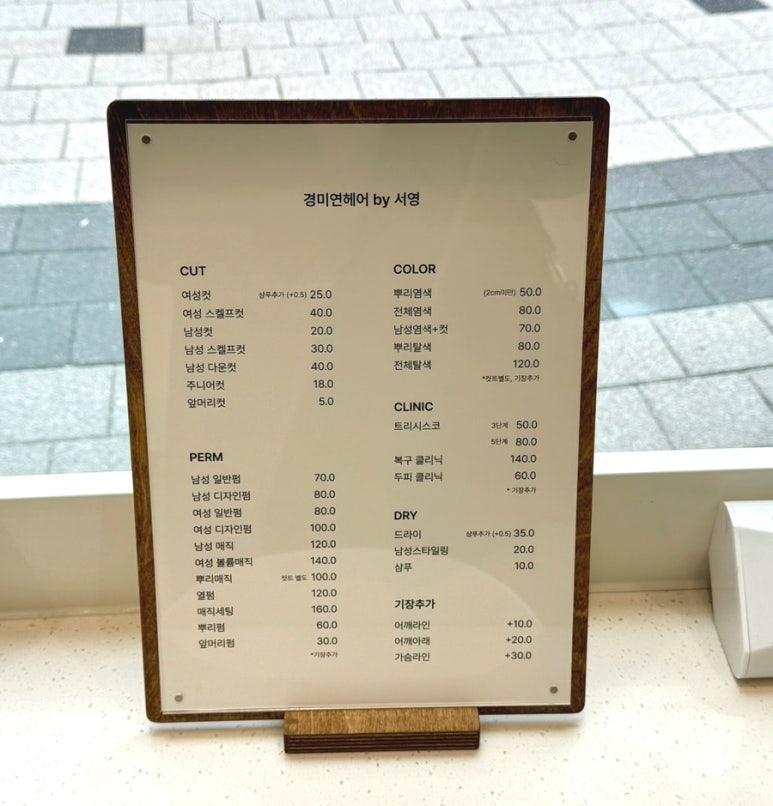 경미연헤어 by 서영
CUT
여성컷 샴푸추가 (+0.5) 25.0
여성 스켈프컷 40.0
남성컷 20.0
남성 스켈프컷 30.0
남성 다운컷 40.0
주니어컷 18.0
앞머리컷 5.0
PERM
남성 일반펌 70.0
남성 디자인펌 80.0
여성 일반펌 80.0
여성 디자인펌 100.0
남성 매직 120.0
여성 볼륨매직 140.0
뿌리매직 컷트 별도 100.0
열펌 120.0
매직세팅 160.0
뿌리펌 60.0
앞머리펌 30.0
*기장추가
COLOR
뿌리염색 (2cm미만) 50.0
전체염색 80.0
남성염색+컷 70.0
뿌리탈색 80.0
전체탈색 120.0
*컷트별도, 기장추가
CLINIC
트리시스코 3단계 50.0
5단계 80.0
복구 클리닉 140.0
두피 클리닉 60.0
* 기장추가
DRY
드라이 샴푸추가 (+0.5) 35.0
남성스타일링 20.0
샴푸 10.0
기장추가
어깨라인 +10.0
어깨아래 +20.0
가슴라인 +30.0